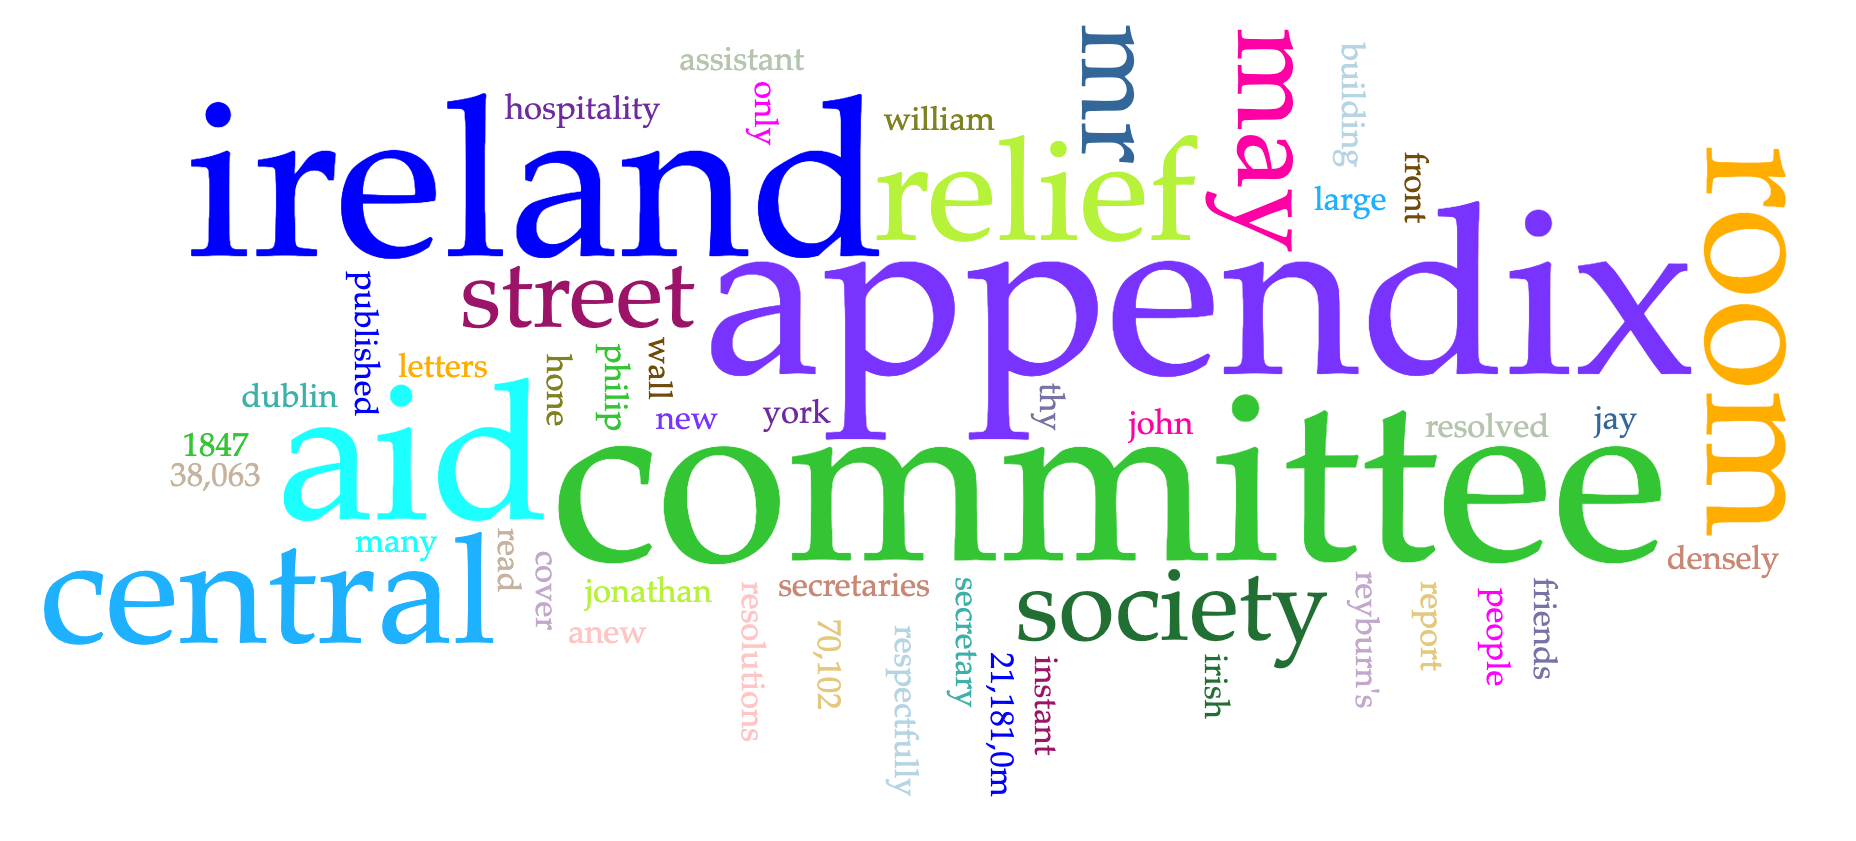 assistant
mr
may
building
hospitality
only
william
ireland
relief
front
large
room
street
appendix
published
letters
hone
philip
wall
dublin
new
york
thy
john
resolved
jay
1847
38,063
aid
committee
many
read
central
cover
densely
jonathan
anew
resolutions
secretaries
70,102
respectfully
secretary
21,181,0m
instant
society
irish
reyburn's
report
people
friends